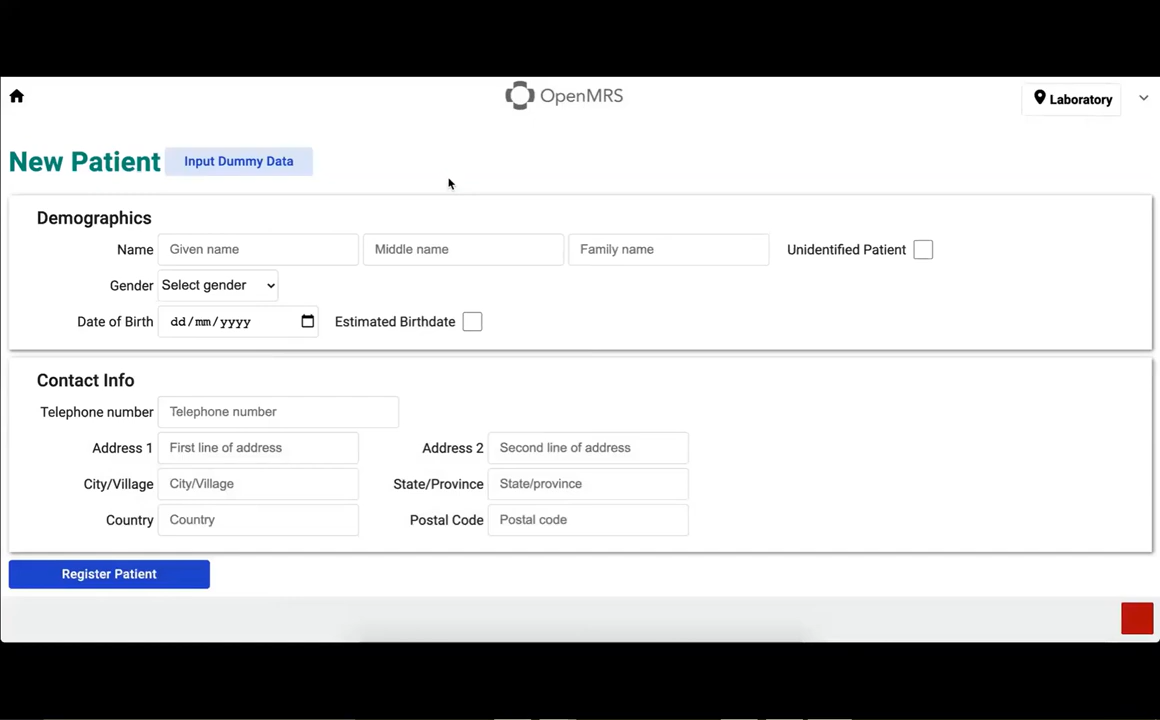 OpenMRS
Laboratory
New Patient
Input Dummy Data
Demographics
Name Given name Middle name Family name Unidentified Patient
Gender Select gender
Date of Birth dd/mm/yyyy Estimated Birthdate
Contact Info
Telephone number Telephone number
Address 1 First line of address Address 2 Second line of address
City/Village City/Village State/Province State/province
Country Country Postal Code Postal code
Register Patient